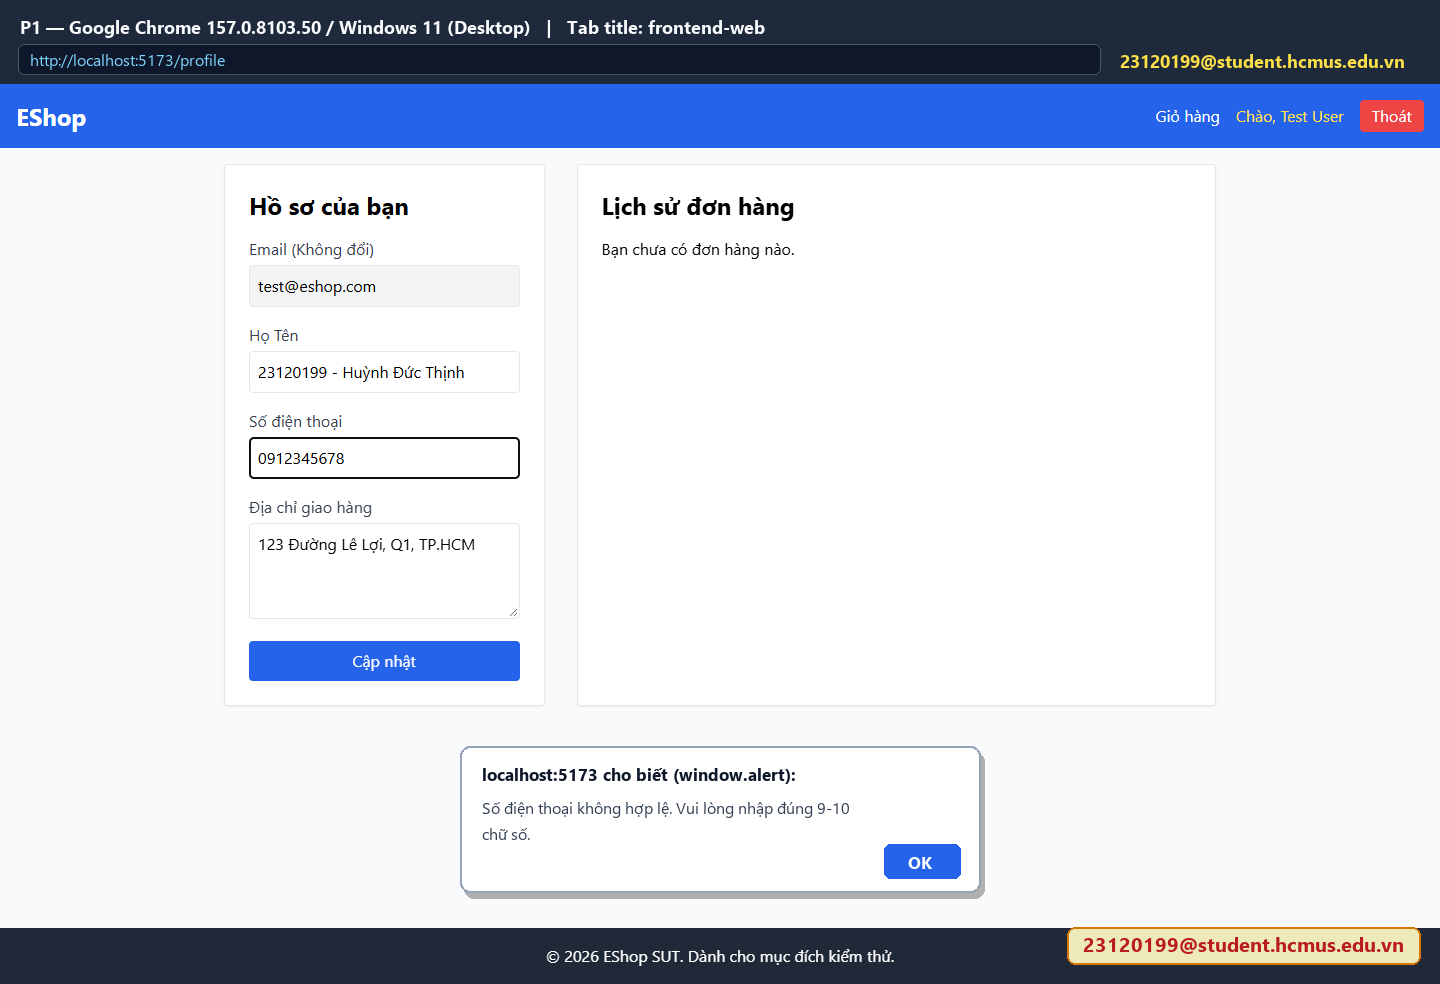 P1 — Google Chrome 157.0.8103.50 / Windows 11 (Desktop) | Tab title: frontend-web
http://localhost:5173/profile
23120199@student.hcmus.edu.vn
EShop
Giỏ hàng
Chào, Test User
Thoát
Hồ sơ của bạn
Email (Không đổi)
test@eshop.com
Họ Tên
23120199 - Huỳnh Đức Thịnh
Số điện thoại
0912345678
Địa chỉ giao hàng
123 Đường Lê Lợi, Q1, TP.HCM
Cập nhật
Lịch sử đơn hàng
Bạn chưa có đơn hàng nào.
localhost:5173 cho biết (window.alert):
Số điện thoại không hợp lệ. Vui lòng nhập đúng 9-10
chữ số.
OK
© 2026 EShop SUT. Dành cho mục đích kiểm thử.
23120199@student.hcmus.edu.vn